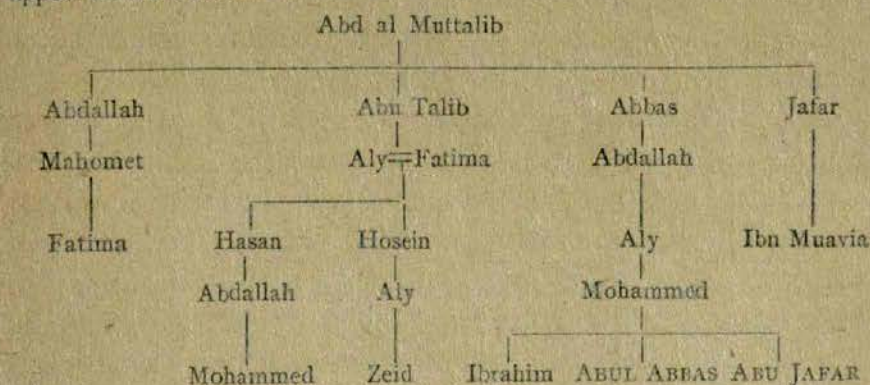 Abd al Muttalib
Abdallah Abu Talib Abbas Jafar
Mahomet Aly=Fatima Abdallah
Fatima Hasan Hosein Aly Ibn Muavia
Abdallah Aly Mohammed
Mohammed Zeid Ibrahim ABUL ABBAS ABU JAFAR